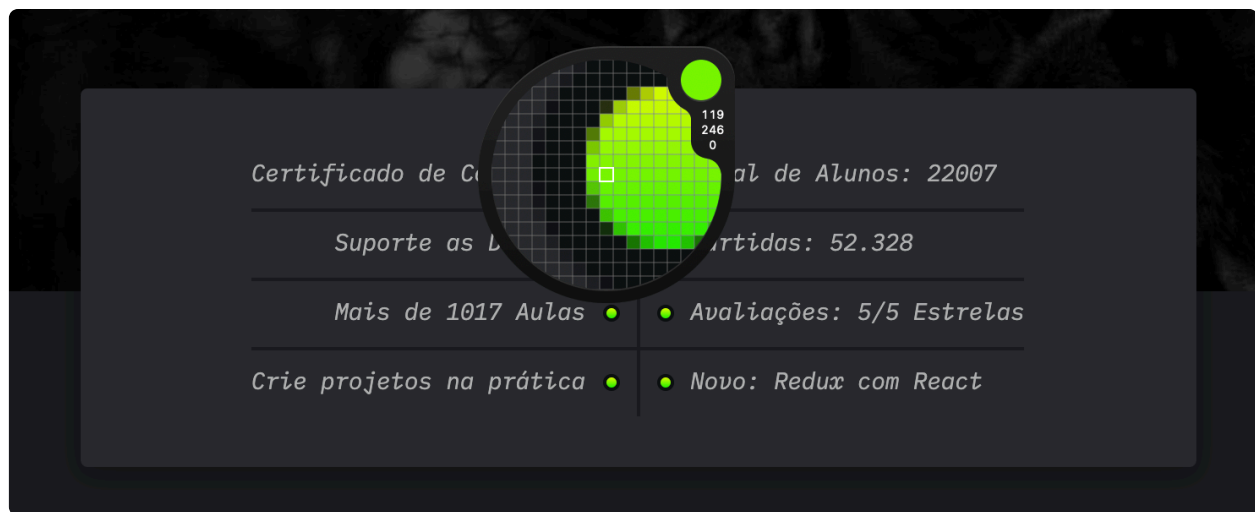 119
246
0
Certificado de
al de Alunos: 22007
Suporte as
rtidas: 52.328
Mais de 1017 Aulas
Avaliações: 5/5 Estrelas
Crie projetos na prática
Novo: Redux com React